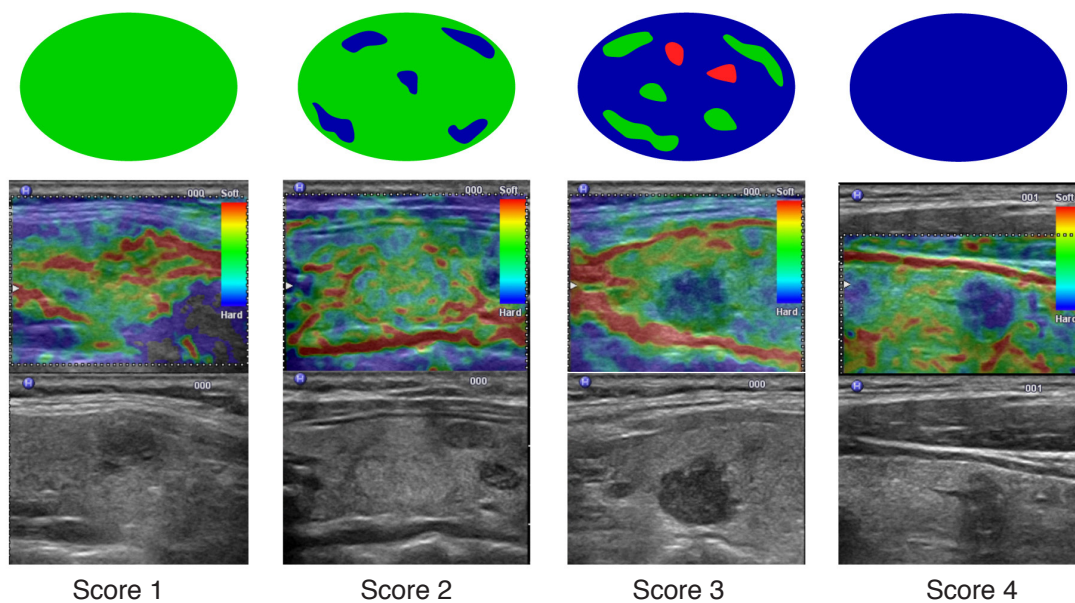 000 Soft
Hard
000 Soft
Hard
000 Soft
Hard
001 Soft
Hard
000
000
000
001
Score 1
Score 2
Score 3
Score 4